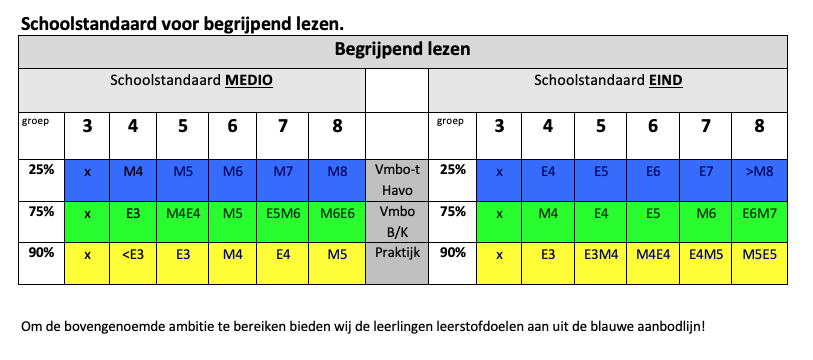 Schoolstandaard voor begrijpend lezen.
Begrijpend lezen
Schoolstandaard MEDIO Schoolstandaard EIND
groep 3 4 5 6 7 8 groep 3 4 5 6 7 8
25% x M4 M5 M6 M7 M8 Vmbo-t Havo 25% x E4 E5 E6 E7 >M8
75% x E3 M4E4 M5 E5M6 M6E6 Vmbo B/K 75% x M4 E4 E5 M6 E6M7
90% x <E3 E3 M4 E4 M5 Praktijk 90% x E3 E3M4 M4E4 E4M5 M5E5
Om de bovengenoemde ambitie te bereiken bieden wij de leerlingen leerstofdoelen aan uit de blauwe aanbodlijn!